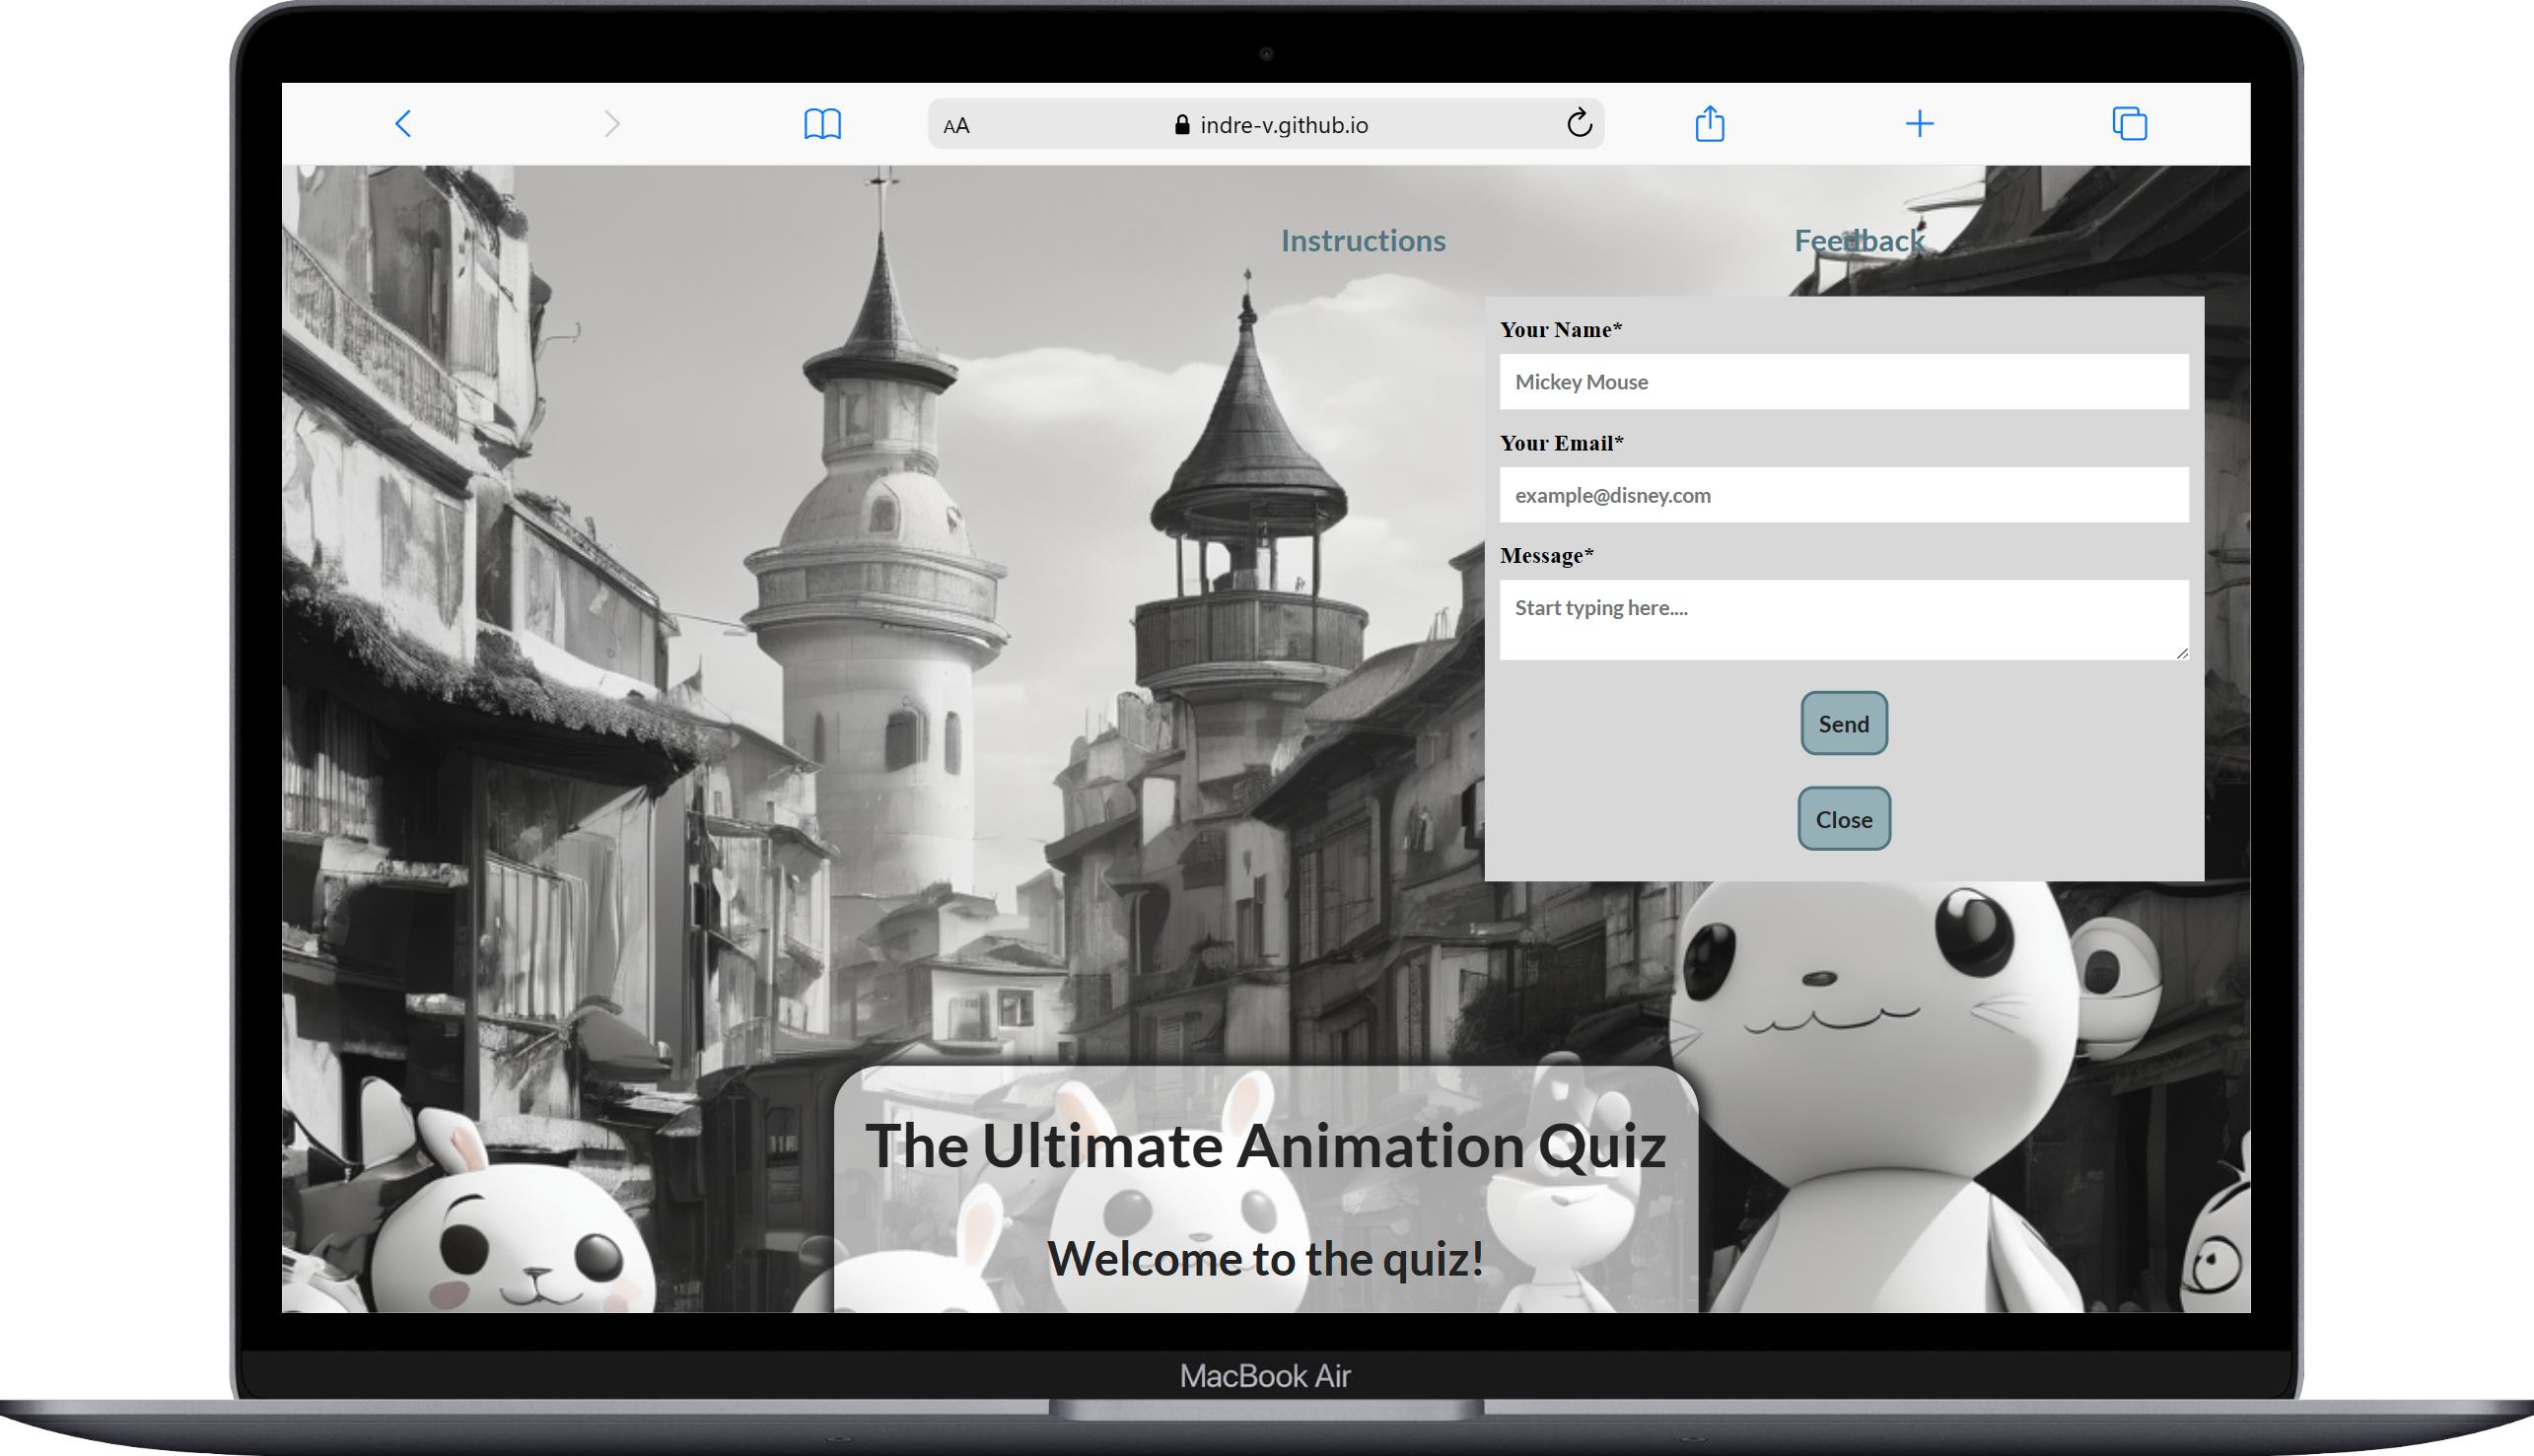 AA indre-v.github.io
Instructions Feedback
Your Name*
Mickey Mouse
Your Email*
example@disney.com
Message*
Start typing here....
Send
Close
The Ultimate Animation Quiz
Welcome to the quiz!
MacBook Air